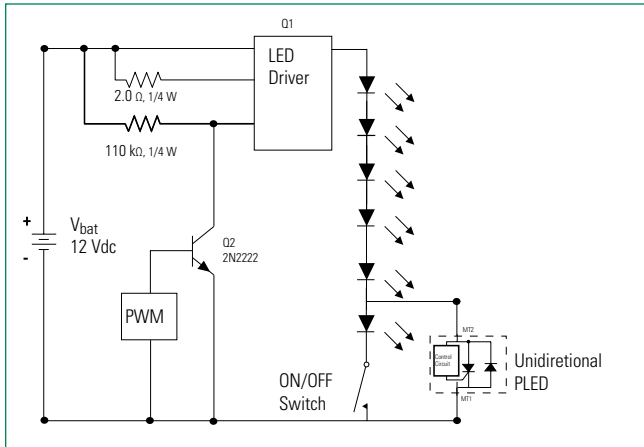 Q1
LED
Driver
2.0 Ω, 1/4 W
110 kΩ, 1/4 W
+
Vbat
12 Vdc
-
Q2
2N2222
PWM
ON/OFF
Switch
MT2
Control
Circuit
MT1
Unidiretional
PLED